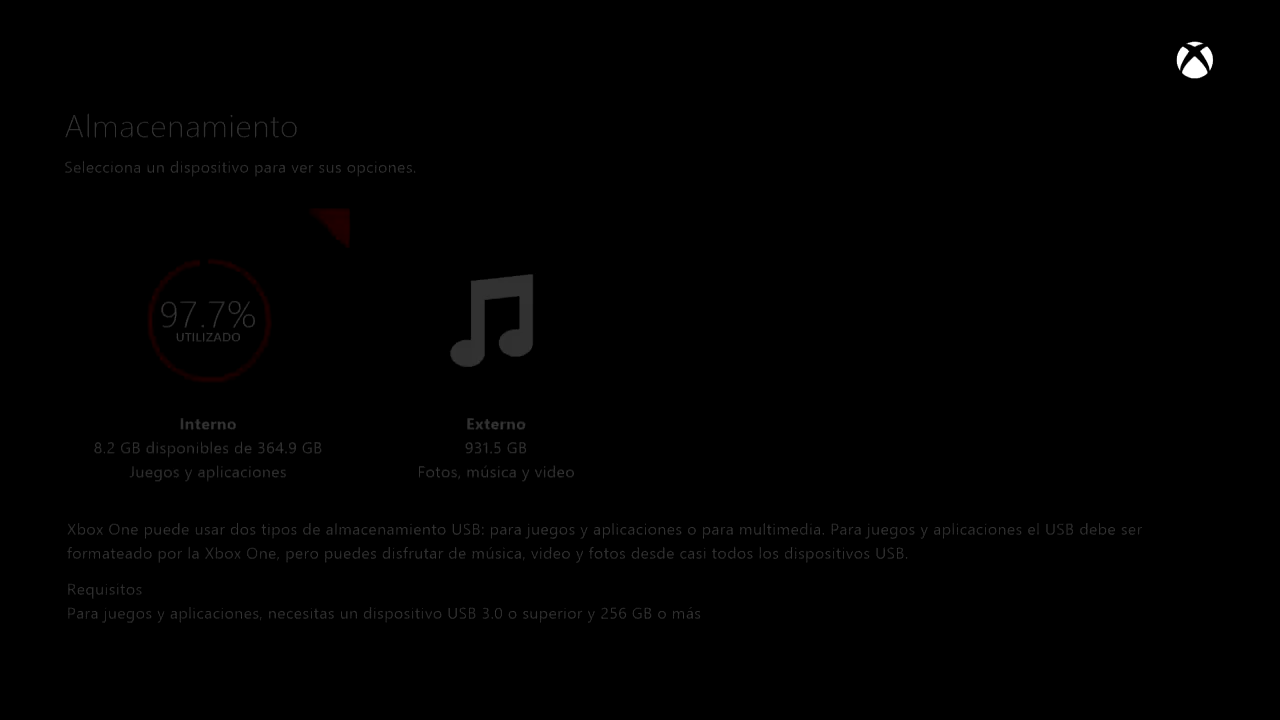 Almacenamiento
Selecciona un dispositivo para ver sus opciones.
97.7%
UTILIZADO
Interno
8.2 GB disponibles de 364.9 GB
Juegos y aplicaciones
Externo
931.5 GB
Fotos, música y video
Xbox One puede usar dos tipos de almacenamiento USB: para juegos y aplicaciones o para multimedia. Para juegos y aplicaciones el USB debe ser
formateado por la Xbox One, pero puedes disfrutar de música, video y fotos desde casi todos los dispositivos USB.
Requisitos
Para juegos y aplicaciones, necesitas un dispositivo USB 3.0 o superior y 256 GB o más